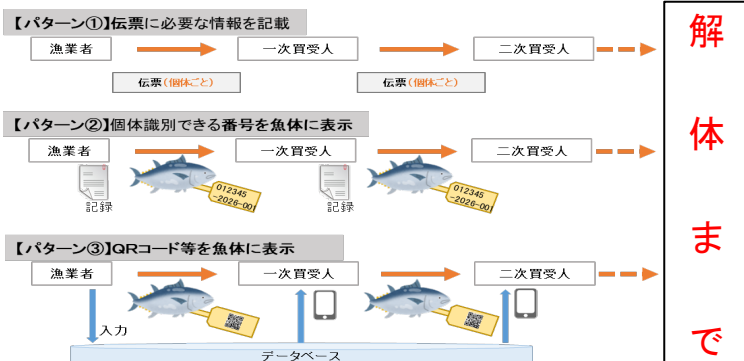 【パターン①】伝票に必要な情報を記載
漁業者
一次買受人
二次買受人
伝票(個体ごと)
伝票(個体ごと)
【パターン②】個体識別できる番号を魚体に表示
漁業者
一次買受人
二次買受人
記録
012345
-2026-001
記録
012345
-2026-001
【パターン③】QRコード等を魚体に表示
漁業者
一次買受人
二次買受人
入力
データベース
解体まで